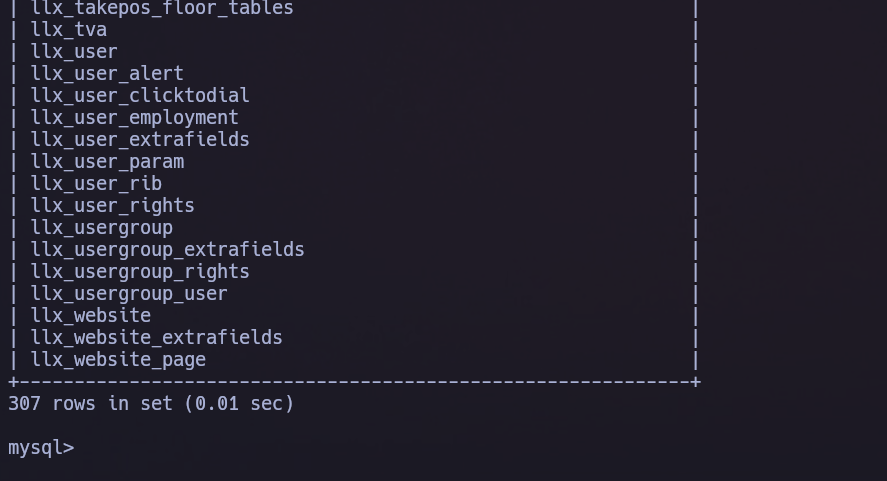 | llx_takepos_floor_tables |
| llx_tva |
| llx_user |
| llx_user_alert |
| llx_user_clicktodial |
| llx_user_employment |
| llx_user_extrafields |
| llx_user_param |
| llx_user_rib |
| llx_user_rights |
| llx_usergroup |
| llx_usergroup_extrafields |
| llx_usergroup_rights |
| llx_usergroup_user |
| llx_website |
| llx_website_extrafields |
| llx_website_page |
+-------------------------------------------------------------+
307 rows in set (0.01 sec)
mysql>